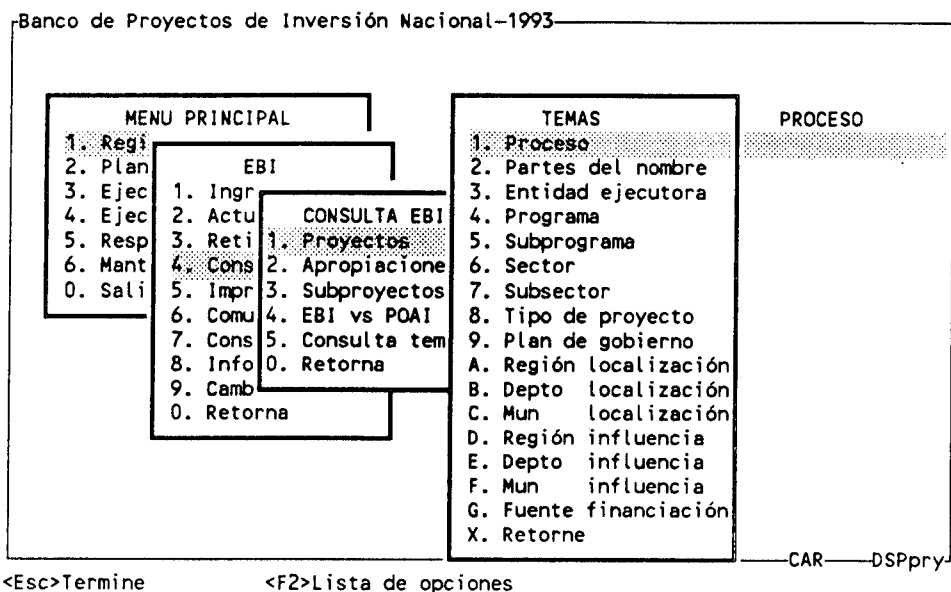 Banco de Proyectos de Inversión Nacional-1993
MENU PRINCIPAL
1. Regi
2. Plan
3. Ejec
4. Ejec
5. Resp
6. Mant
0. Sali
EBI
1. Ingr
2. Actu
3. Reti
4. Cons
5. Impr
6. Comu
7. Cons
8. Info
9. Camb
0. Retorna
CONSULTA EBI
1. Proyectos
2. Apropiacione
3. Subproyectos
4. EBI vs POAI
5. Consulta tem
0. Retorna
TEMAS
1. Proceso
2. Partes del nombre
3. Entidad ejecutora
4. Programa
5. Subprograma
6. Sector
7. Subsector
8. Tipo de proyecto
9. Plan de gobierno
A. Región localización
B. Depto localización
C. Mun localización
D. Región influencia
E. Depto influencia
F. Mun influencia
G. Fuente financiación
X. Retorne
PROCESO
CAR DSPpry
<Esc>Termine <F2>Lista de opciones